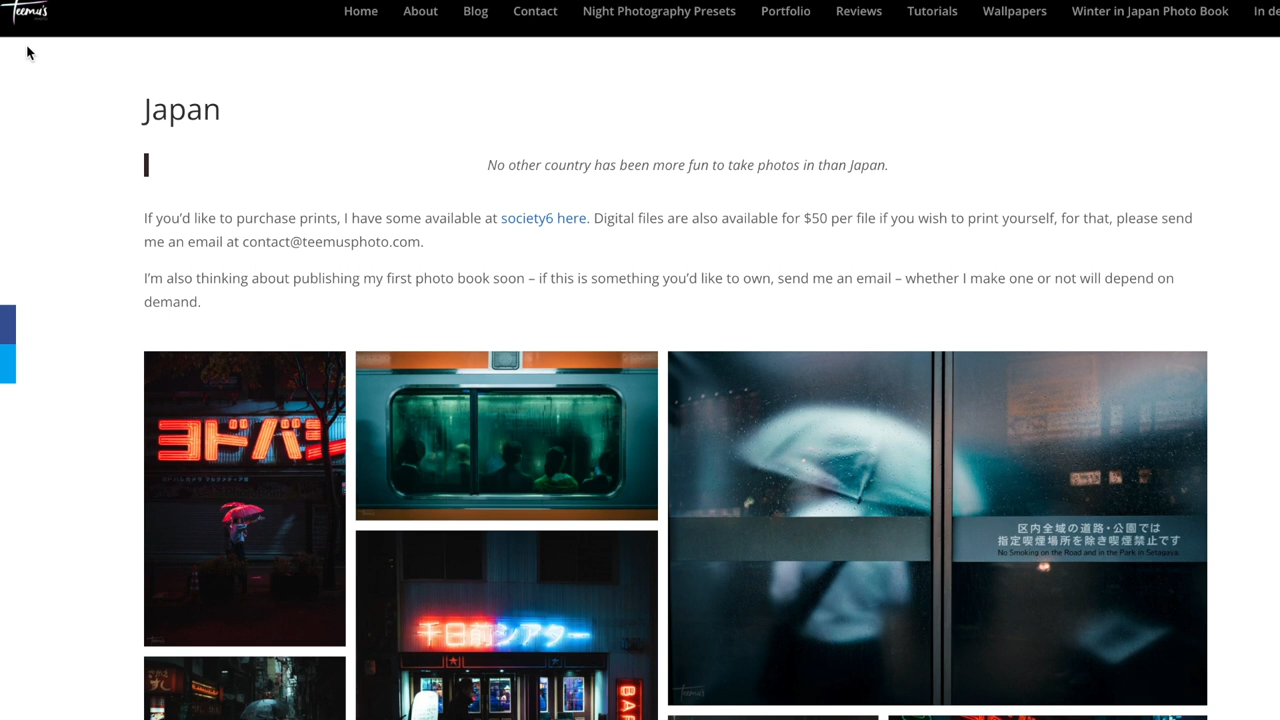 Teemu's
Home About Blog Contact Night Photography Presets Portfolio Reviews Tutorials Wallpapers Winter in Japan Photo Book In de
Japan
No other country has been more fun to take photos in than Japan.
If you'd like to purchase prints, I have some available at society6 here. Digital files are also available for $50 per file if you wish to print yourself, for that, please send
me an email at contact@teemusphoto.com.
I'm also thinking about publishing my first photo book soon – if this is something you'd like to own, send me an email – whether I make one or not will depend on
demand.
ヨドバシ
区内全域の道路・公園では
指定喫煙場所を除き喫煙禁止です
No Smoking on the Road and in the Park in Setagaya.
千日前シアター
BAR
Teemu's